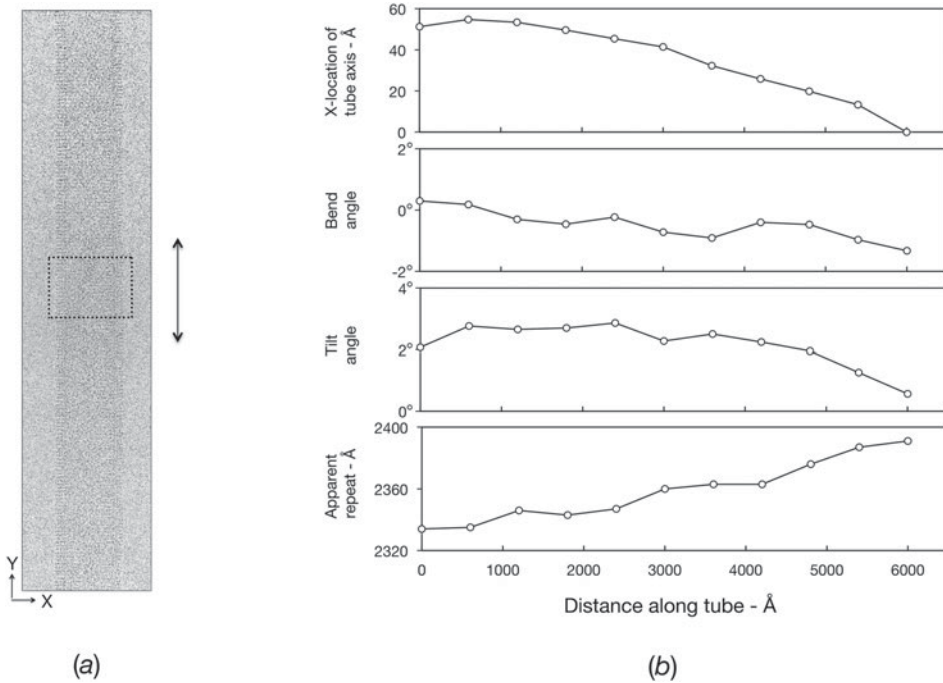 Y
X
(a)
X-location of
tube axis - Å
60
40
20
0
Bend
angle
2°
0°
-2°
Tilt
angle
4°
2°
0°
Apparent
repeat - Å
2400
2360
2320
0 1000 2000 3000 4000 5000 6000
Distance along tube - Å
(b)